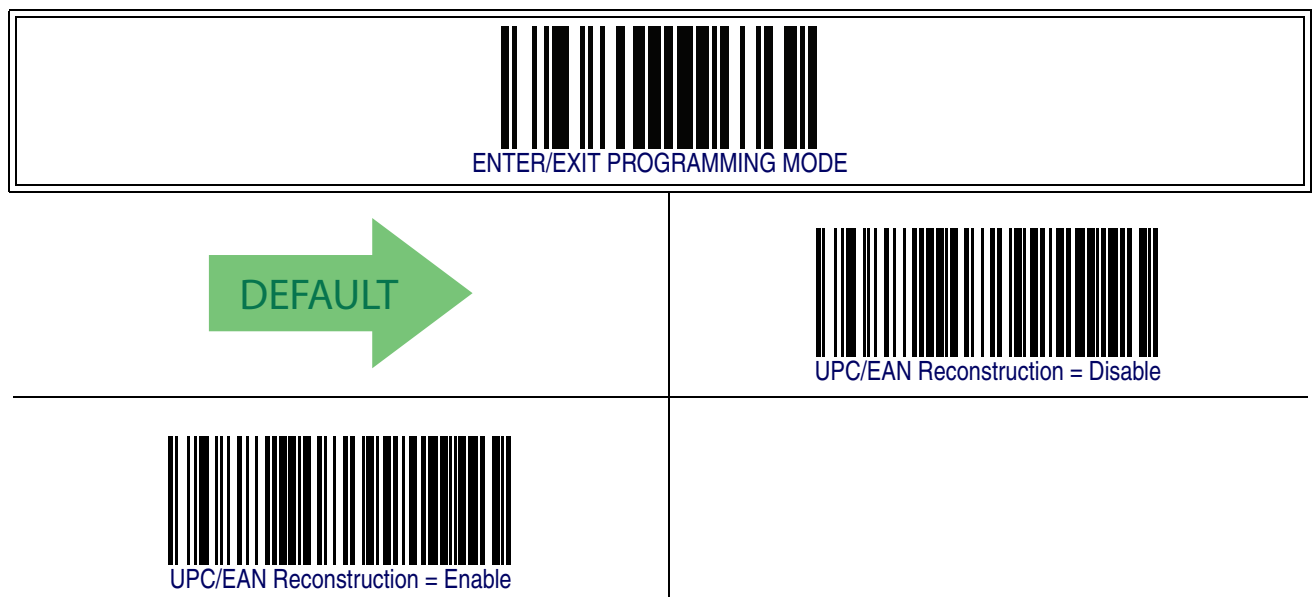 ENTER/EXIT PROGRAMMING MODE
DEFAULT
UPC/EAN Reconstruction = Disable
UPC/EAN Reconstruction = Enable